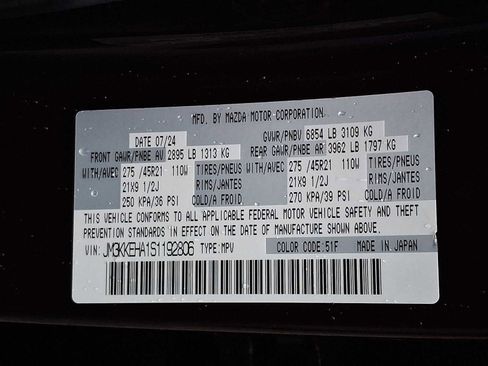 MFD. BY MAZDA MOTOR CORPORATION
DATE 07/24 GVWR/PNBV 6854 LB 3109 KG
FRONT GAWR/PNBE AV 2895 LB 1313 KG REAR GAWR/PNBE AR 3962 LB 1797 KG
WITH/AVEC 275 /45R21 110W TIRES/PNEUS WITH/AVEC 275 /45R21 110W TIRES/PNEUS
21X9 1/2J RIMS/JANTES 21X9 1/2J RIMS/JANTES
250 KPA/36 PSI COLD/A FROID 270 KPA/39 PSI COLD/A FROID
THIS VEHICLE CONFORMS TO ALL APPLICABLE FEDERAL MOTOR VEHICLE SAFETY AND THEFT
PREVENTION STANDARDS IN EFFECT ON THE DATE OF MANUFACTURE SHOWN ABOVE.
VIN: JM3KKEHA1S1192806 TYPE:MPV COLOR CODE:51F MADE IN JAPAN